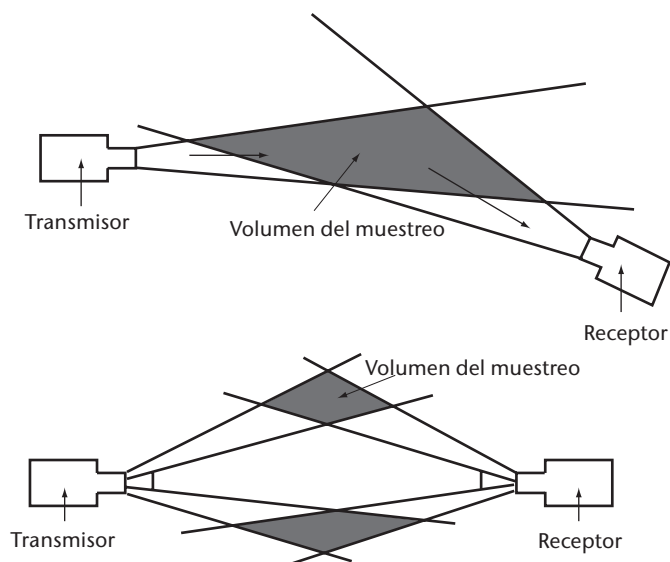 Transmisor
Volumen del muestreo
Receptor
Volumen del muestreo
Transmisor
Receptor